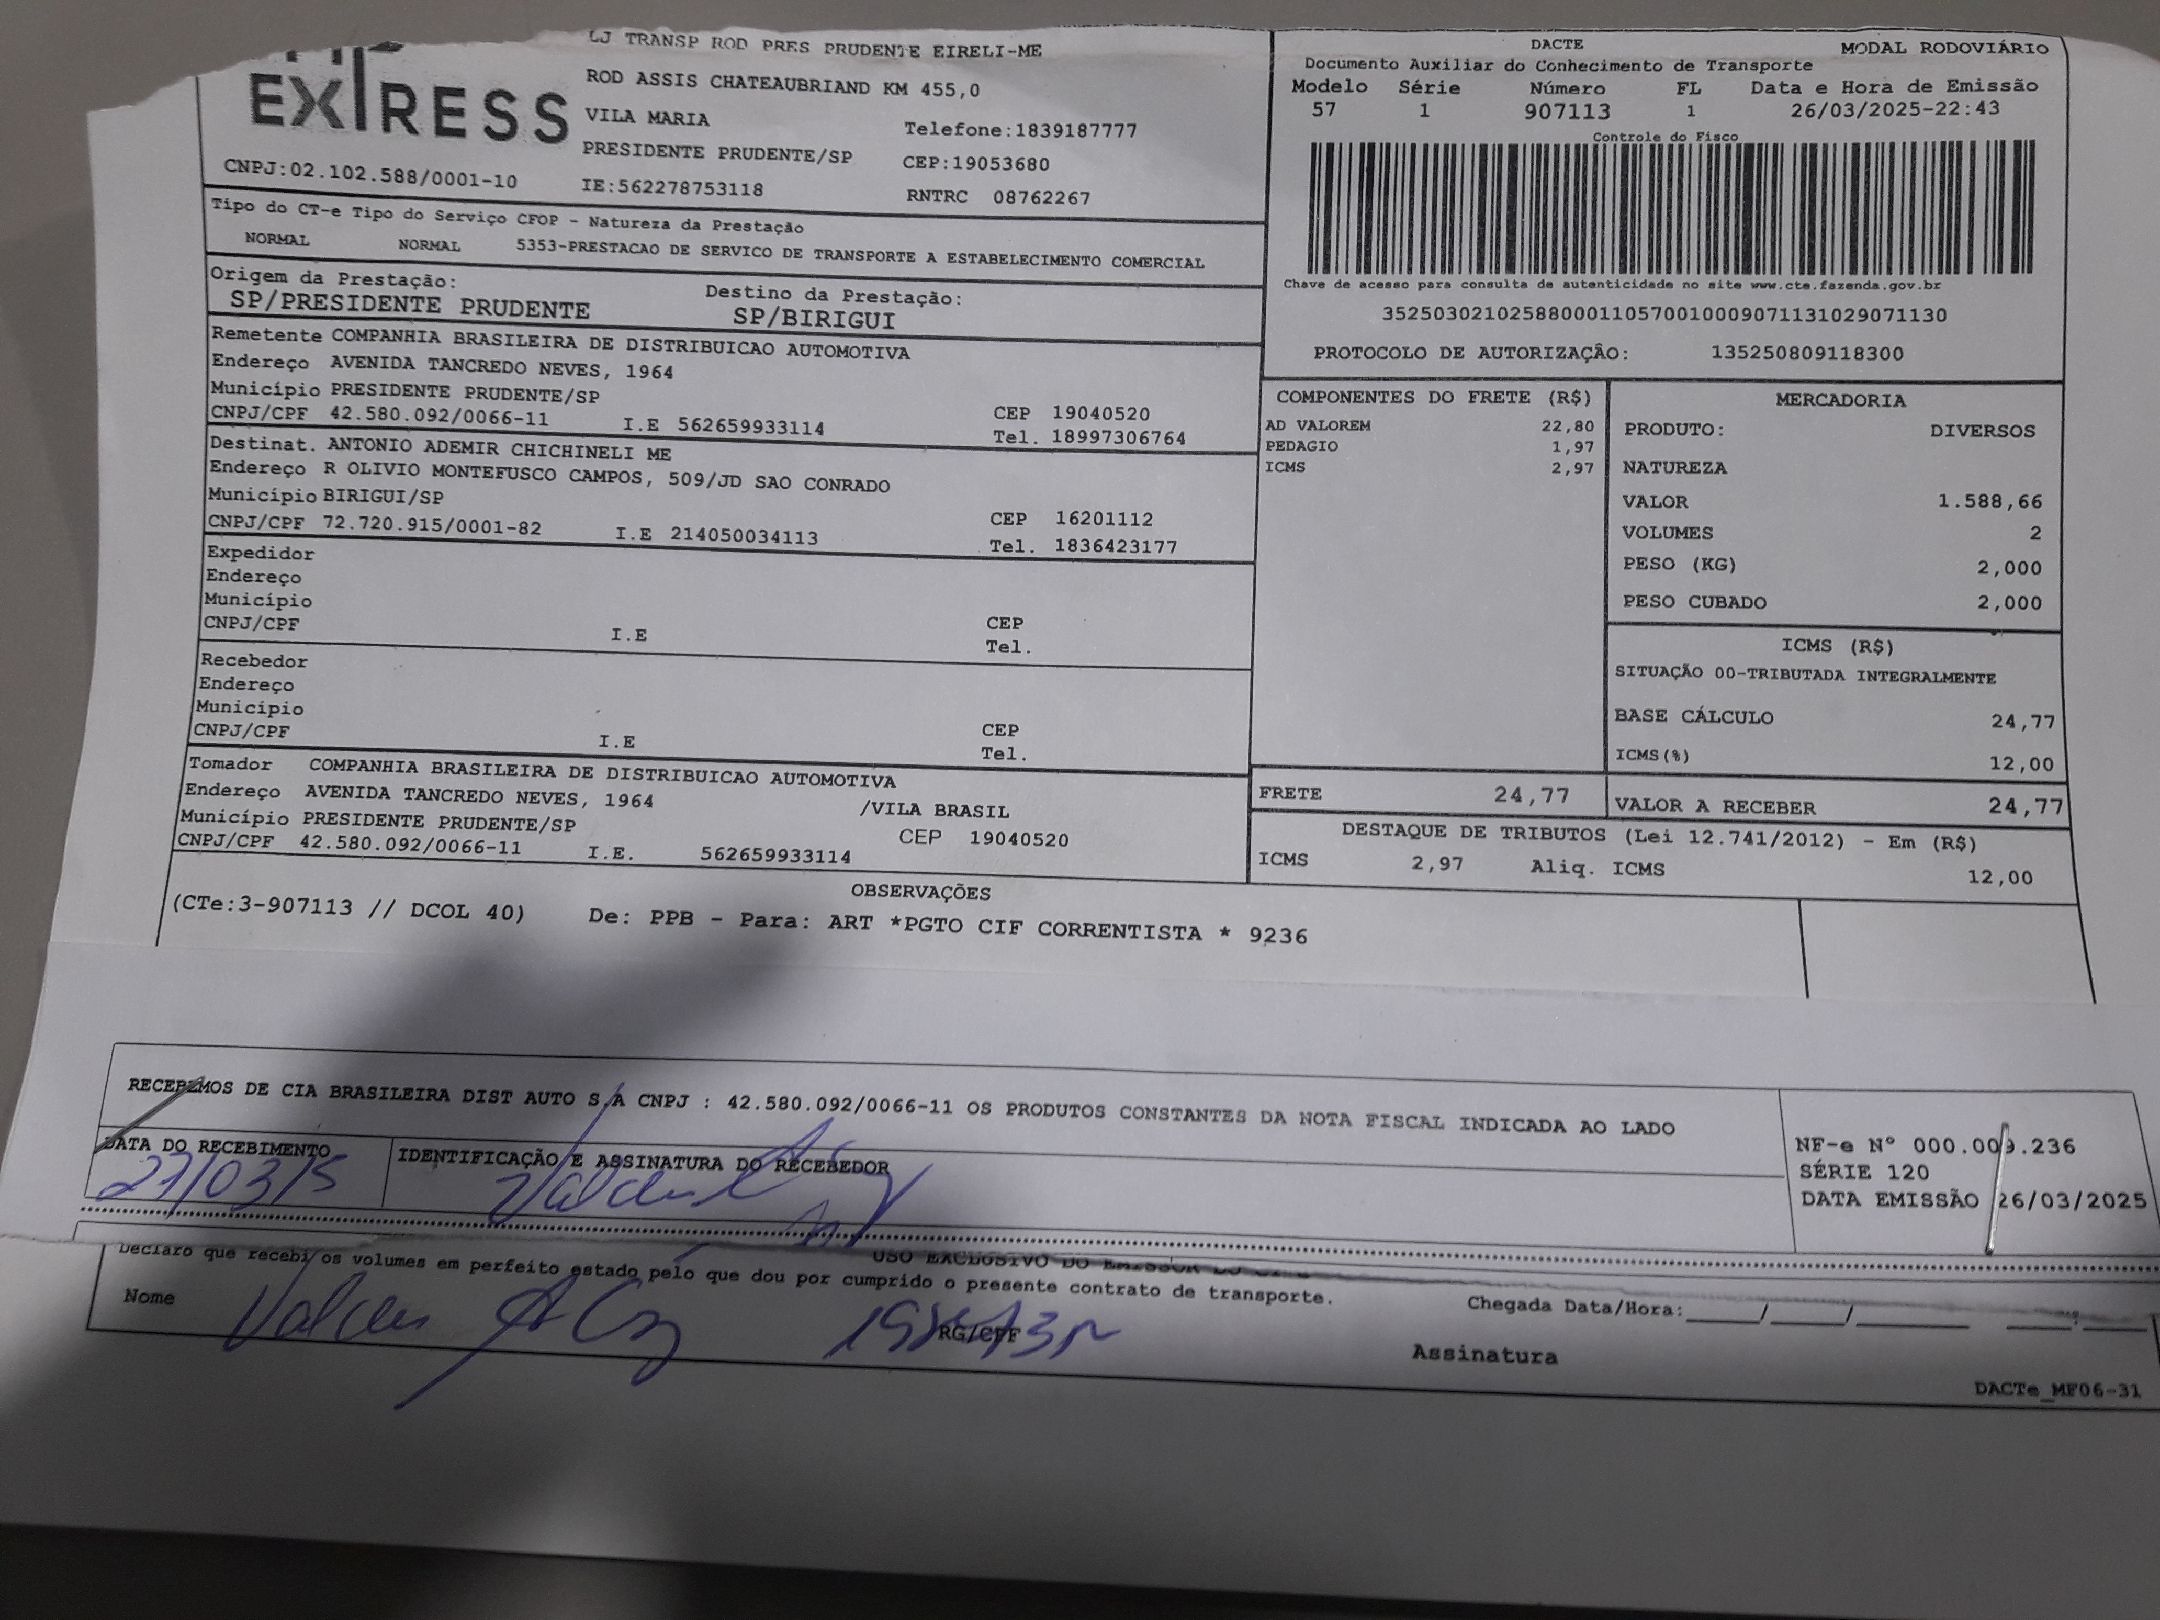 EXPRESS
LJ TRANSP ROD PRES PRUDENTE EIRELI-ME
ROD ASSIS CHATEAUBRIAND KM 455,0
VILA MARIA
Telefone:1839187777
PRESIDENTE PRUDENTE/SP
CEP:19053680
CNPJ:02.102.588/0001-10
IE:562278753118
RNTRC 08762267
DACTE
MODAL RODOVIÁRIO
Documento Auxiliar do Conhecimento de Transporte
Modelo Série Número FL Data e Hora de Emissão
57 1 907113 1 26/03/2025-22:43
Controle do Fisco
Chave de acesso para consulta de autenticidade no site www.cte.fazenda.gov.br
35250302102588000110570010009071131029071130
PROTOCOLO DE AUTORIZAÇÃO: 135250809118300
Tipo do CT-e Tipo do Serviço CFOP - Natureza da Prestação
NORMAL NORMAL 5353-PRESTACAO DE SERVICO DE TRANSPORTE A ESTABELECIMENTO COMERCIAL
Origem da Prestação: Destino da Prestação:
SP/PRESIDENTE PRUDENTE SP/BIRIGUI
Remetente COMPANHIA BRASILEIRA DE DISTRIBUICAO AUTOMOTIVA
Endereço AVENIDA TANCREDO NEVES, 1964
Município PRESIDENTE PRUDENTE/SP CEP 19040520
CNPJ/CPF 42.580.092/0066-11 I.E 562659933114 Tel. 18997306764
Destinat. ANTONIO ADEMIR CHICHINELI ME
Endereço R OLIVIO MONTEFUSCO CAMPOS, 509/JD SAO CONRADO
Município BIRIGUI/SP CEP 16201112
CNPJ/CPF 72.720.915/0001-82 I.E 214050034113 Tel. 1836423177
Expedidor
Endereço
Município CEP
CNPJ/CPF I.E Tel.
Recebedor
Endereço
Município CEP
CNPJ/CPF I.E Tel.
Tomador COMPANHIA BRASILEIRA DE DISTRIBUICAO AUTOMOTIVA
Endereço AVENIDA TANCREDO NEVES, 1964 /VILA BRASIL
Município PRESIDENTE PRUDENTE/SP CEP 19040520
CNPJ/CPF 42.580.092/0066-11 I.E. 562659933114
COMPONENTES DO FRETE (R$)
AD VALOREM 22,80
PEDAGIO 1,97
ICMS 2,97
MERCADORIA
PRODUTO: DIVERSOS
NATUREZA
VALOR 1.588,66
VOLUMES 2
PESO (KG) 2,000
PESO CUBADO 2,000
ICMS (R$)
SITUAÇÃO 00-TRIBUTADA INTEGRALMENTE
BASE CÁLCULO 24,77
ICMS(%) 12,00
FRETE 24,77 VALOR A RECEBER 24,77
DESTAQUE DE TRIBUTOS (Lei 12.741/2012) - Em (R$)
ICMS 2,97 Aliq. ICMS 12,00
OBSERVAÇÕES
(CTe:3-907113 // DCOL 40) De: PPB - Para: ART *PGTO CIF CORRENTISTA * 9236
RECEBEMOS DE CIA BRASILEIRA DIST AUTO S/A CNPJ : 42.580.092/0066-11 OS PRODUTOS CONSTANTES DA NOTA FISCAL INDICADA AO LADO
DATA DO RECEBIMENTO IDENTIFICAÇÃO E ASSINATURA DO RECEBEDOR
27/03/5
NF-e Nº 000.009.236
SÉRIE 120
DATA EMISSÃO 26/03/2025
USO EXCLUSIVO DO EMISSOR DO
Declaro que recebi os volumes em perfeito estado pelo que dou por cumprido o presente contrato de transporte.
Nome RG/CPF Chegada Data/Hora:
Assinatura
DACTe_MF06-31